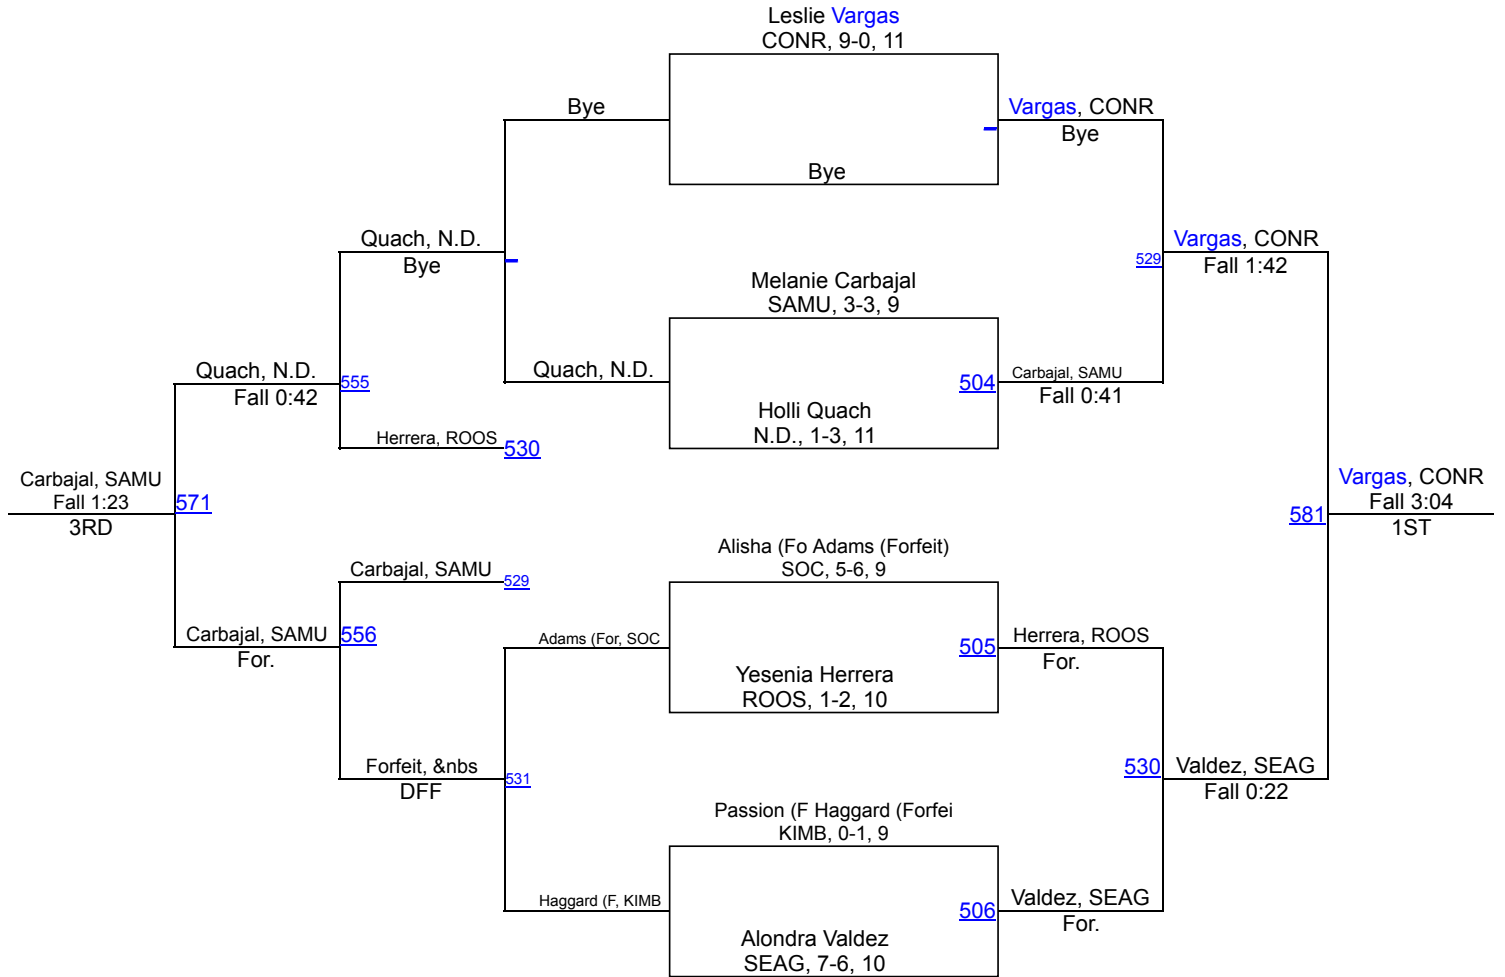 Leslie Vargas
CONR, 9-0, 11
Bye
Vargas, CONR
Bye
Bye
Quach, N.D.
Bye
Vargas, CONR
529
Fall 1:42
Melanie Carbajal
SAMU, 3-3, 9
Quach, N.D.
555
Fall 0:42
Quach, N.D.
504
Carbajal, SAMU
Fall 0:41
Holli Quach
N.D., 1-3, 11
Herrera, ROOS
530
Carbajal, SAMU
Fall 1:23
571
3RD
Vargas, CONR
Fall 3:04
581
1ST
Alisha (Fo Adams (Forfeit)
SOC, 5-6, 9
Carbajal, SAMU
529
Carbajal, SAMU
556
For.
Adams (For, SOC
505
Herrera, ROOS
For.
Yesenia Herrera
ROOS, 1-2, 10
Forfeit, &nbs
531
DFF
530
Valdez, SEAG
Fall 0:22
Passion (F Haggard (Forfei
KIMB, 0-1, 9
Haggard (F, KIMB
506
Valdez, SEAG
For.
Alondra Valdez
SEAG, 7-6, 10